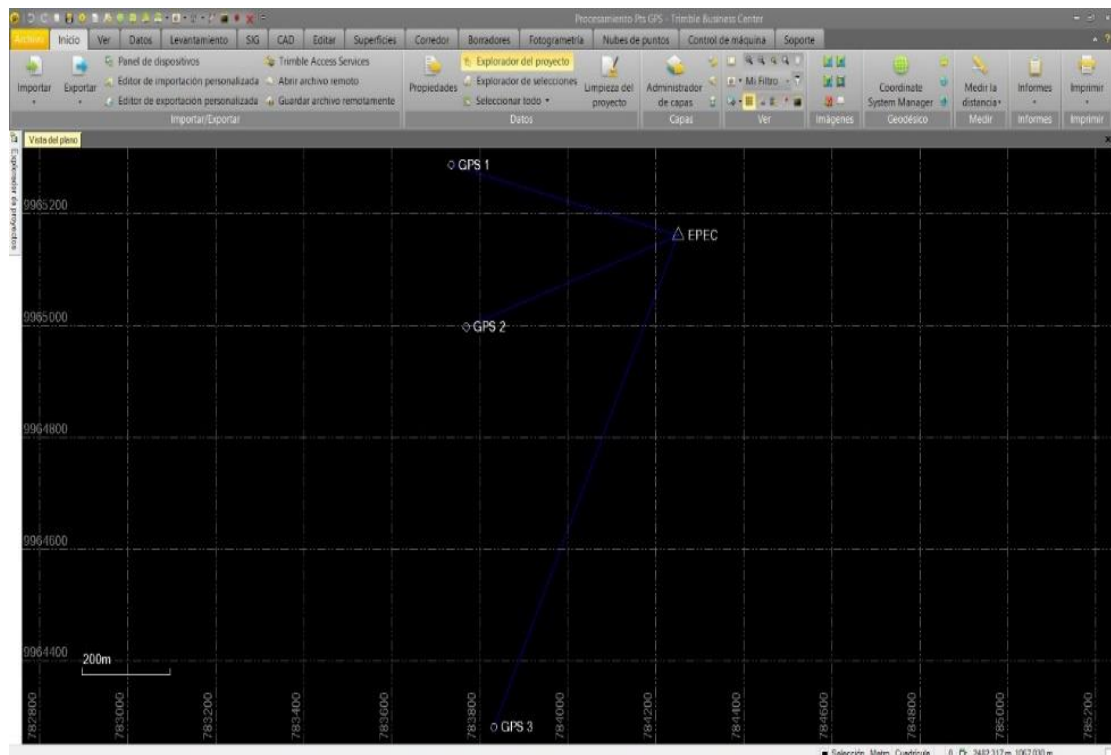 Procesamiento Pts GPS - Trimble Business Center
Archivo Inicio Ver Datos Levantamiento SIG CAD Editar Superficies Corredor Borradores Fotogrametría Nubes de puntos Control de máquina Soporte
Panel de dispositivos Trimble Access Services Explorador del proyecto
Importar Exportar Editor de importación personalizada Abrir archivo remoto Propiedades Explorador de selecciones Limpieza del proyecto Administrador de capas Mi Filtro Coordinate System Manager Medir la distancia Informes Imprimir
Editor de exportación personalizada Guardar archivo remotamente Seleccionar todo
Importar/Exportar Datos Capas Ver Imágenes Geodésico Medir Informes Imprimir
Vista del plano
Explorador de proyectos
GPS 1
9965200
EPEC
9965000
GPS 2
9964800
9964600
9964400
200m
782800 783000 783200 783400 783600 783800 784000 784200 784400 784600 784800 785000 785200
GPS 3
Selección Metro Cuadrícula 0